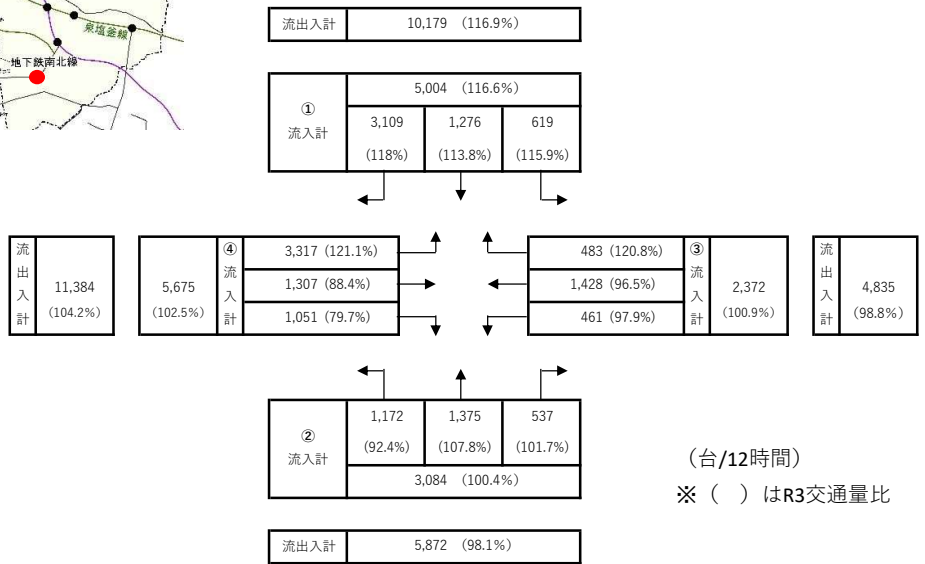 泉塩釜線
地下鉄南北線
流出入計 10,179 (116.9%)
①
流入計
5,004 (116.6%)
3,109 1,276 619
(118%) (113.8%) (115.9%)
流出入計
11,384
(104.2%)
5,675
(102.5%)
④流入計
3,317 (121.1%)
1,307 (88.4%)
1,051 (79.7%)
483 (120.8%)
1,428 (96.5%)
461 (97.9%)
③流入計
2,372
(100.9%)
流出入計
4,835
(98.8%)
②
流入計
1,172 1,375 537
(92.4%) (107.8%) (101.7%)
3,084 (100.4%)
(台/12時間)
※( )はR3交通量比
流出入計 5,872 (98.1%)